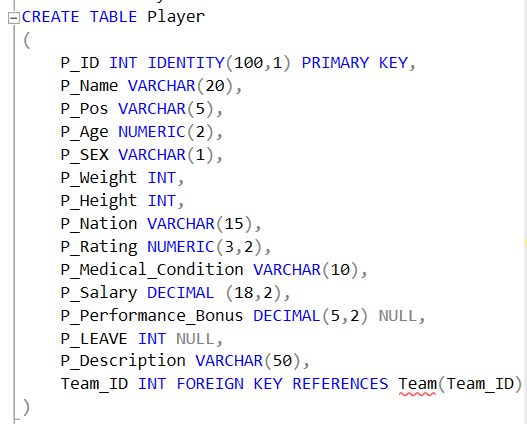 CREATE TABLE Player
(
P_ID INT IDENTITY(100,1) PRIMARY KEY,
P_Name VARCHAR(20),
P_Pos VARCHAR(5),
P_Age NUMERIC(2),
P_SEX VARCHAR(1),
P_Weight INT,
P_Height INT,
P_Nation VARCHAR(15),
P_Rating NUMERIC(3,2),
P_Medical_Condition VARCHAR(10),
P_Salary DECIMAL (18,2),
P_Performance_Bonus DECIMAL(5,2) NULL,
P_LEAVE INT NULL,
P_Description VARCHAR(50),
Team_ID INT FOREIGN KEY REFERENCES Team(Team_ID)
)